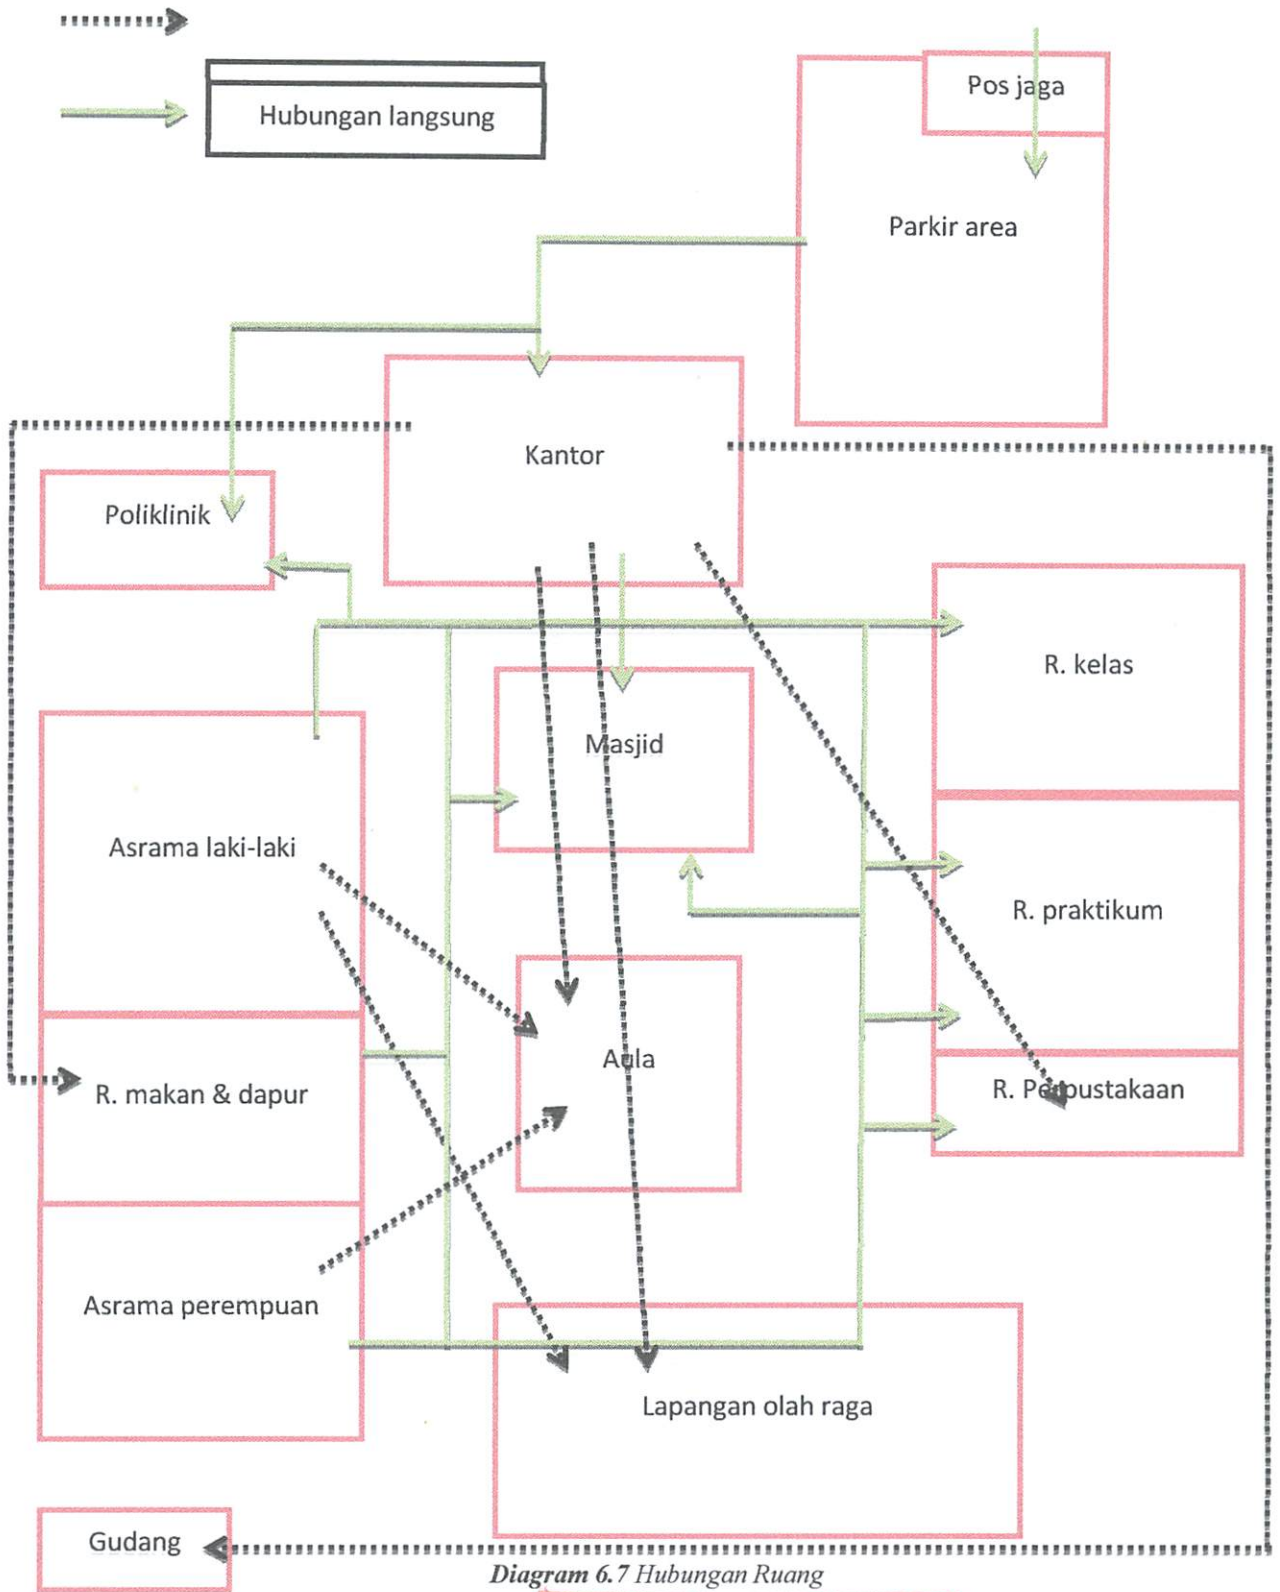 Hubungan langsung
Pos jaga
Parkir area
Kantor
Poliklinik
R. kelas
Masjid
Asrama laki-laki
R. praktikum
Aula
R. makan & dapur
R. Perpustakaan
Asrama perempuan
Lapangan olah raga
Gudang
Diagram 6.7 Hubungan Ruang